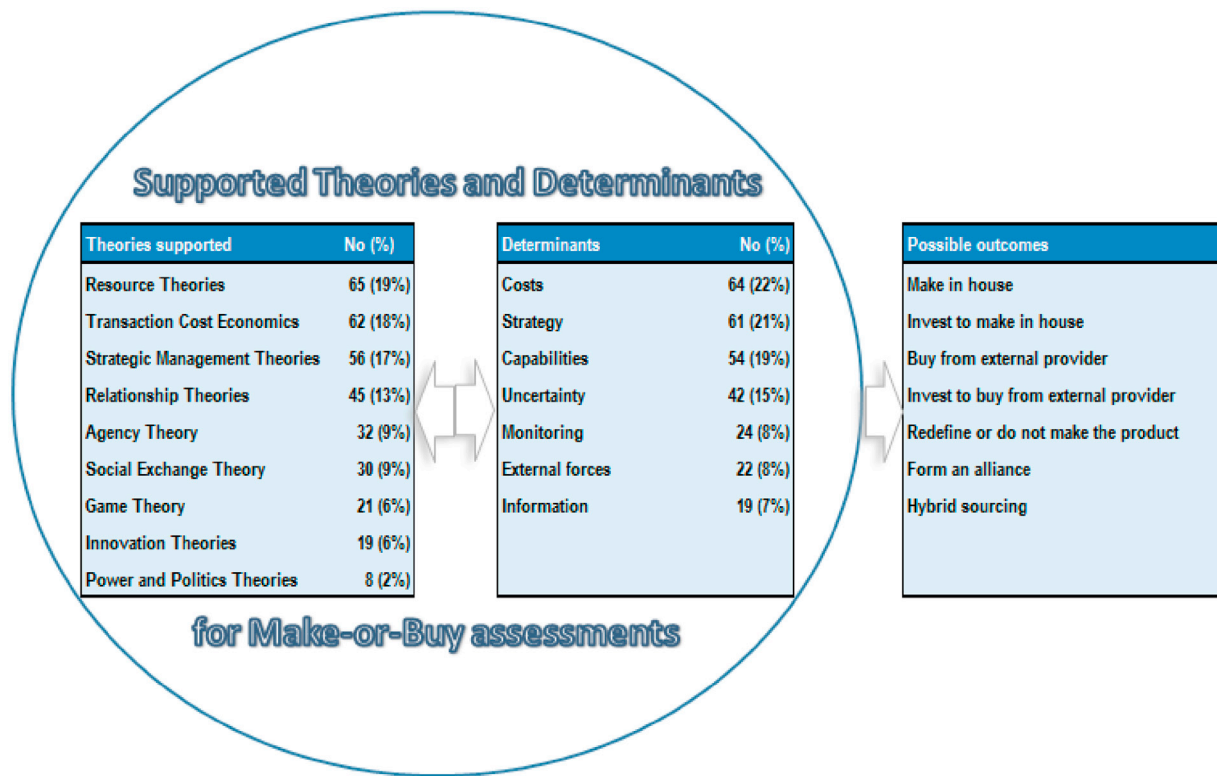 Supported Theories and Determinants
Theories supported No (%)
Resource Theories 65 (19%)
Transaction Cost Economics 62 (18%)
Strategic Management Theories 56 (17%)
Relationship Theories 45 (13%)
Agency Theory 32 (9%)
Social Exchange Theory 30 (9%)
Game Theory 21 (6%)
Innovation Theories 19 (6%)
Power and Politics Theories 8 (2%)
Determinants No (%)
Costs 64 (22%)
Strategy 61 (21%)
Capabilities 54 (19%)
Uncertainty 42 (15%)
Monitoring 24 (8%)
External forces 22 (8%)
Information 19 (7%)
Possible outcomes
Make in house
Invest to make in house
Buy from external provider
Invest to buy from external provider
Redefine or do not make the product
Form an alliance
Hybrid sourcing
for Make-or-Buy assessments